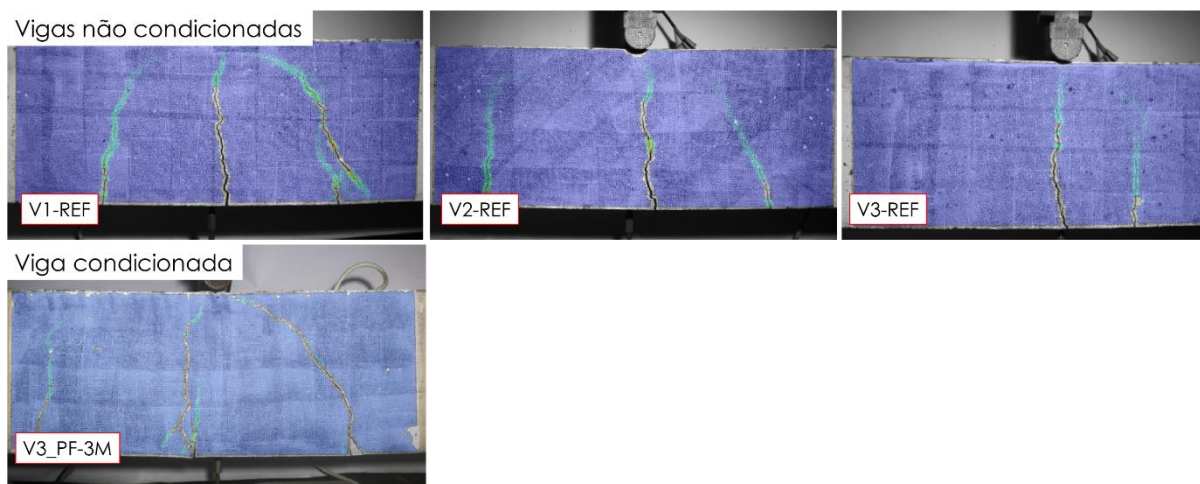 Vigas não condicionadas
V1-REF
V2-REF
V3-REF
Viga condicionada
V3_PF-3M